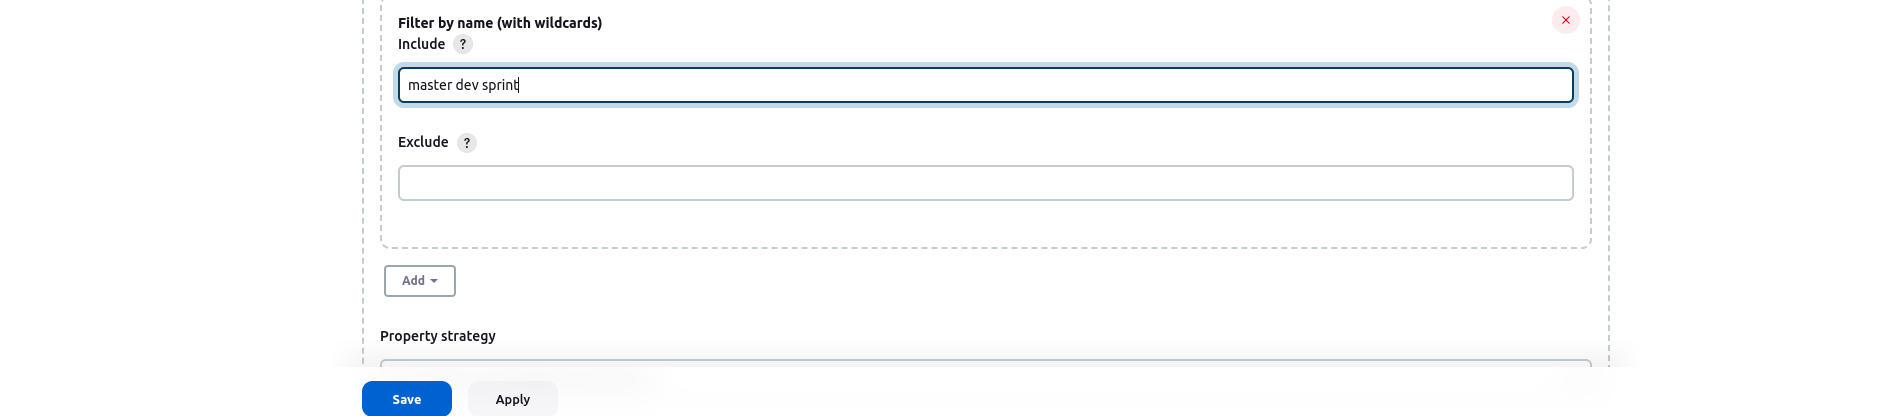 Filter by name (with wildcards)
Include ?
master dev sprint
Exclude ?
Add
Property strategy
Save Apply